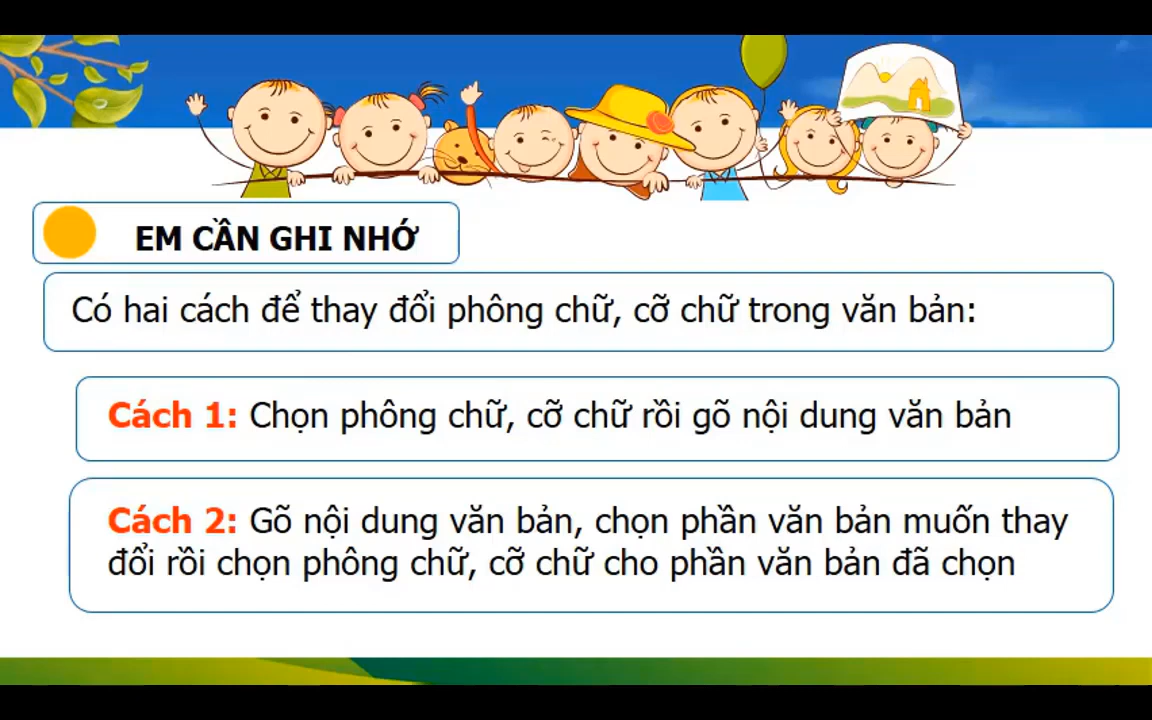 EM CẦN GHI NHỚ
Có hai cách để thay đổi phông chữ, cỡ chữ trong văn bản:
Cách 1: Chọn phông chữ, cỡ chữ rồi gõ nội dung văn bản
Cách 2: Gõ nội dung văn bản, chọn phần văn bản muốn thay
đổi rồi chọn phông chữ, cỡ chữ cho phần văn bản đã chọn